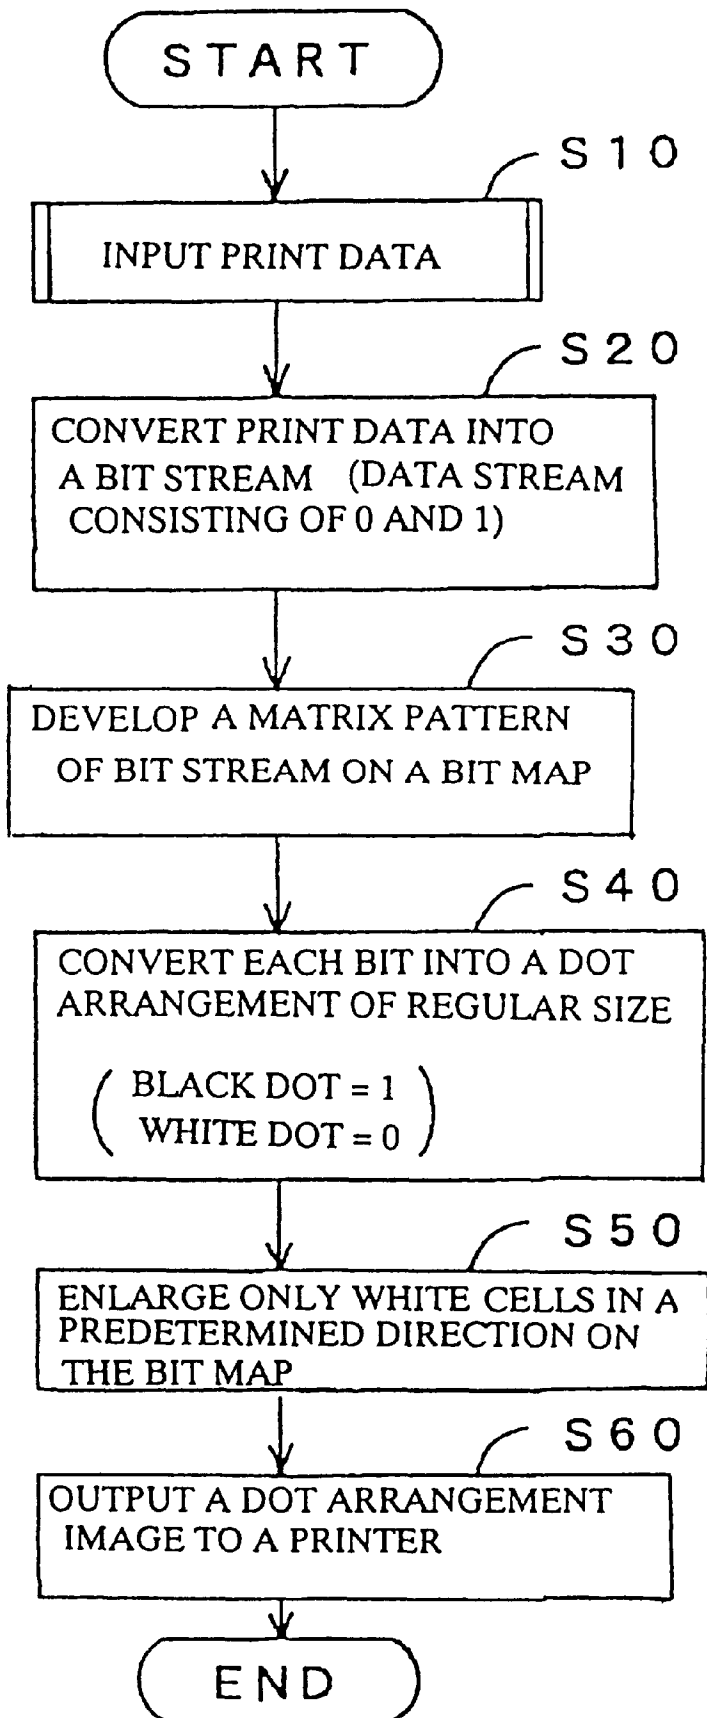 START
S10
INPUT PRINT DATA
S20
CONVERT PRINT DATA INTO
A BIT STREAM (DATA STREAM
CONSISTING OF 0 AND 1)
S30
DEVELOP A MATRIX PATTERN
OF BIT STREAM ON A BIT MAP
S40
CONVERT EACH BIT INTO A DOT
ARRANGEMENT OF REGULAR SIZE
( BLACK DOT = 1
WHITE DOT = 0 )
S50
ENLARGE ONLY WHITE CELLS IN A
PREDETERMINED DIRECTION ON
THE BIT MAP
S60
OUTPUT A DOT ARRANGEMENT
IMAGE TO A PRINTER
END